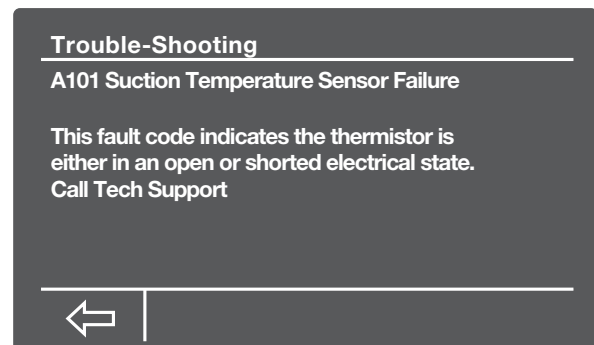 Trouble-Shooting
A101 Suction Temperature Sensor Failure
This fault code indicates the thermistor is
either in an open or shorted electrical state.
Call Tech Support